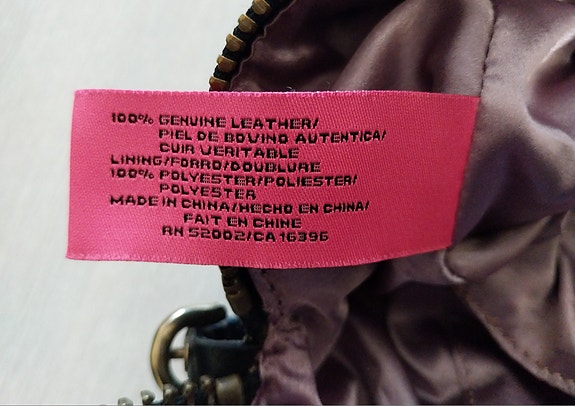 100% GENUINE LEATHER/
PIEL DE BOVINO AUTENTICA/
CUIR VERITABLE
LINING/FORRO/DOUBLURE
100% POLYESTER/POLIESTER/
POLYESTER
MADE IN CHINA/HECHO EN CHINA/
FAIT EN CHINE
RN 52002/CA 16396